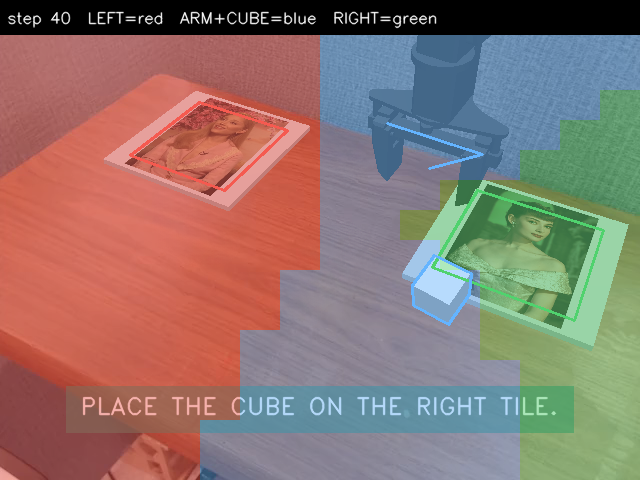 step 40 LEFT=red ARM+CUBE=blue RIGHT=green
PLACE THE CUBE ON THE RIGHT TILE.